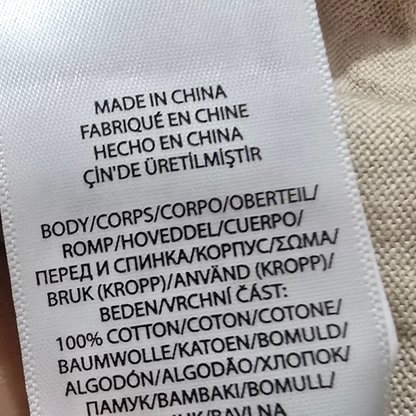 MADE IN CHINA
FABRIQUÉ EN CHINE
HECHO EN CHINA
ÇİN'DE ÜRETİLMİŞTİR
BODY/CORPS/CORPO/OBERTEIL/
ROMP/HOVEDDEL/CUERPO/
ПЕРЕД И СПИНКА/КОРПУС/ΣΩΜΑ/
BRUK (KROPP)/ANVÄND (KROPP)/
BEDEN/VRCHNÍ ČÁST:
100% COTTON/COTON/COTONE/
BAUMWOLLE/KATOEN/BOMULD/
ALGODÓN/ALGODÃO/ХЛОПОК/
ПАМУК/BAMBAKI/BOMULL/